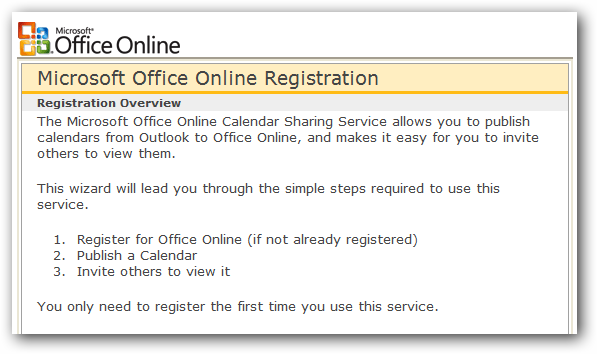 Microsoft®
Office Online
Microsoft Office Online Registration
Registration Overview
The Microsoft Office Online Calendar Sharing Service allows you to publish
calendars from Outlook to Office Online, and makes it easy for you to invite
others to view them.
This wizard will lead you through the simple steps required to use this
service.
1. Register for Office Online (if not already registered)
2. Publish a Calendar
3. Invite others to view it
You only need to register the first time you use this service.